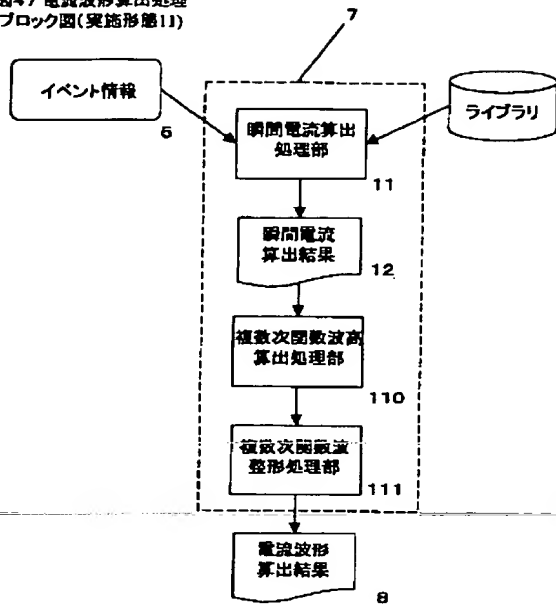 図47 電流波形算出処理
ブロック図(実施形態11)
7
イベント情報
ライブラリ
6
瞬間電流算出
処理部
11
瞬間電流
算出結果
12
複数次関数波高
算出処理部
110
複数次関数波
整形処理部
111
電流波形
算出結果
8